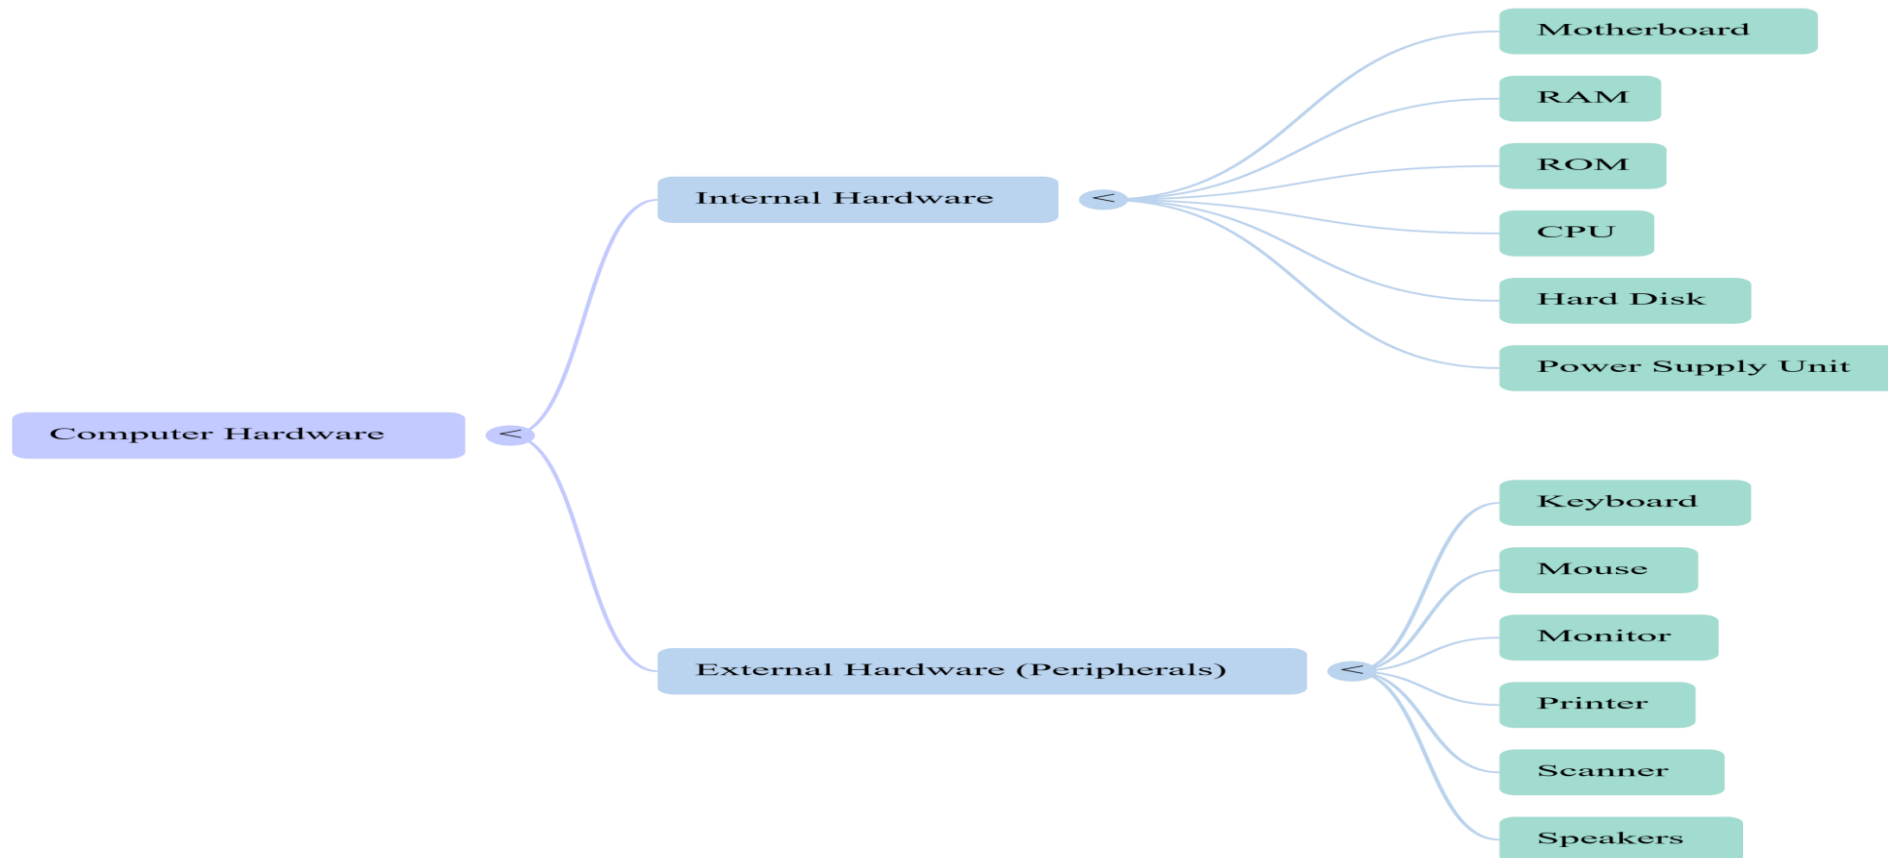 Computer Hardware
<
Internal Hardware
<
Motherboard
RAM
ROM
CPU
Hard Disk
Power Supply Unit
External Hardware (Peripherals)
<
Keyboard
Mouse
Monitor
Printer
Scanner
Speakers